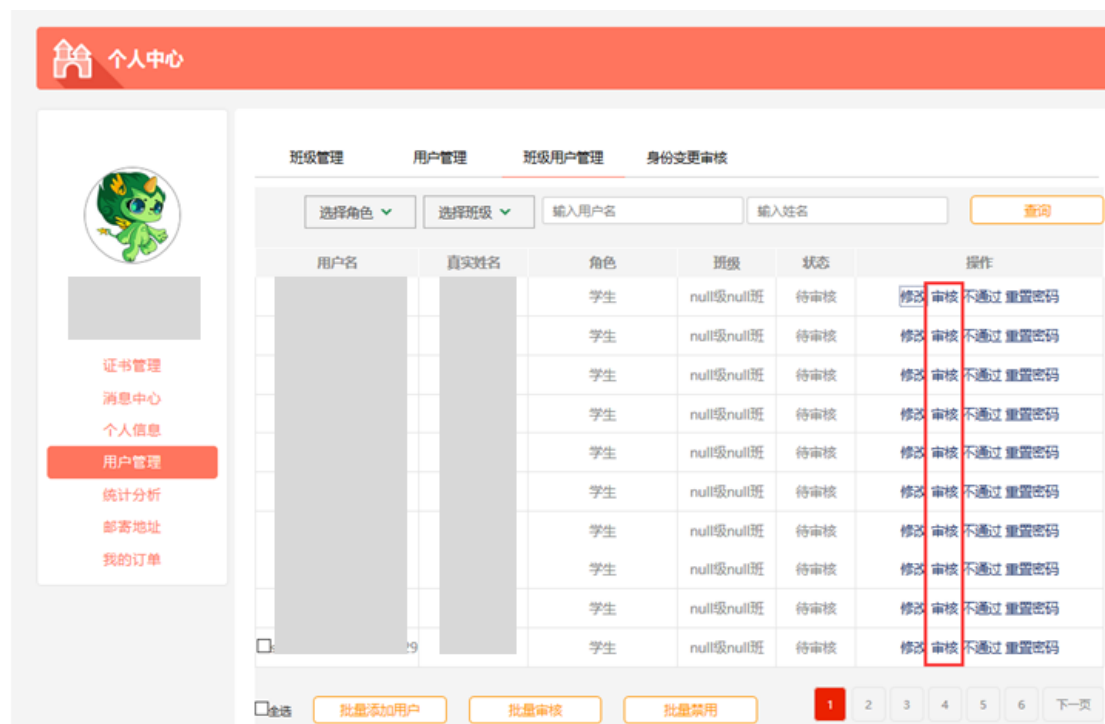 个人中心
班级管理 用户管理 班级用户管理 身份变更审核
选择角色 选择班级 输入用户名 输入姓名 查询
用户名 真实姓名 角色 班级 状态 操作
学生 null级null班 待审核 修改 审核 不通过 重置密码
学生 null级null班 待审核 修改 审核 不通过 重置密码
学生 null级null班 待审核 修改 审核 不通过 重置密码
学生 null级null班 待审核 修改 审核 不通过 重置密码
学生 null级null班 待审核 修改 审核 不通过 重置密码
学生 null级null班 待审核 修改 审核 不通过 重置密码
学生 null级null班 待审核 修改 审核 不通过 重置密码
学生 null级null班 待审核 修改 审核 不通过 重置密码
学生 null级null班 待审核 修改 审核 不通过 重置密码
29 学生 null级null班 待审核 修改 审核 不通过 重置密码
证书管理
消息中心
个人信息
用户管理
统计分析
邮寄地址
我的订单
全选 批量添加用户 批量审核 批量禁用 1 2 3 4 5 6 下一页